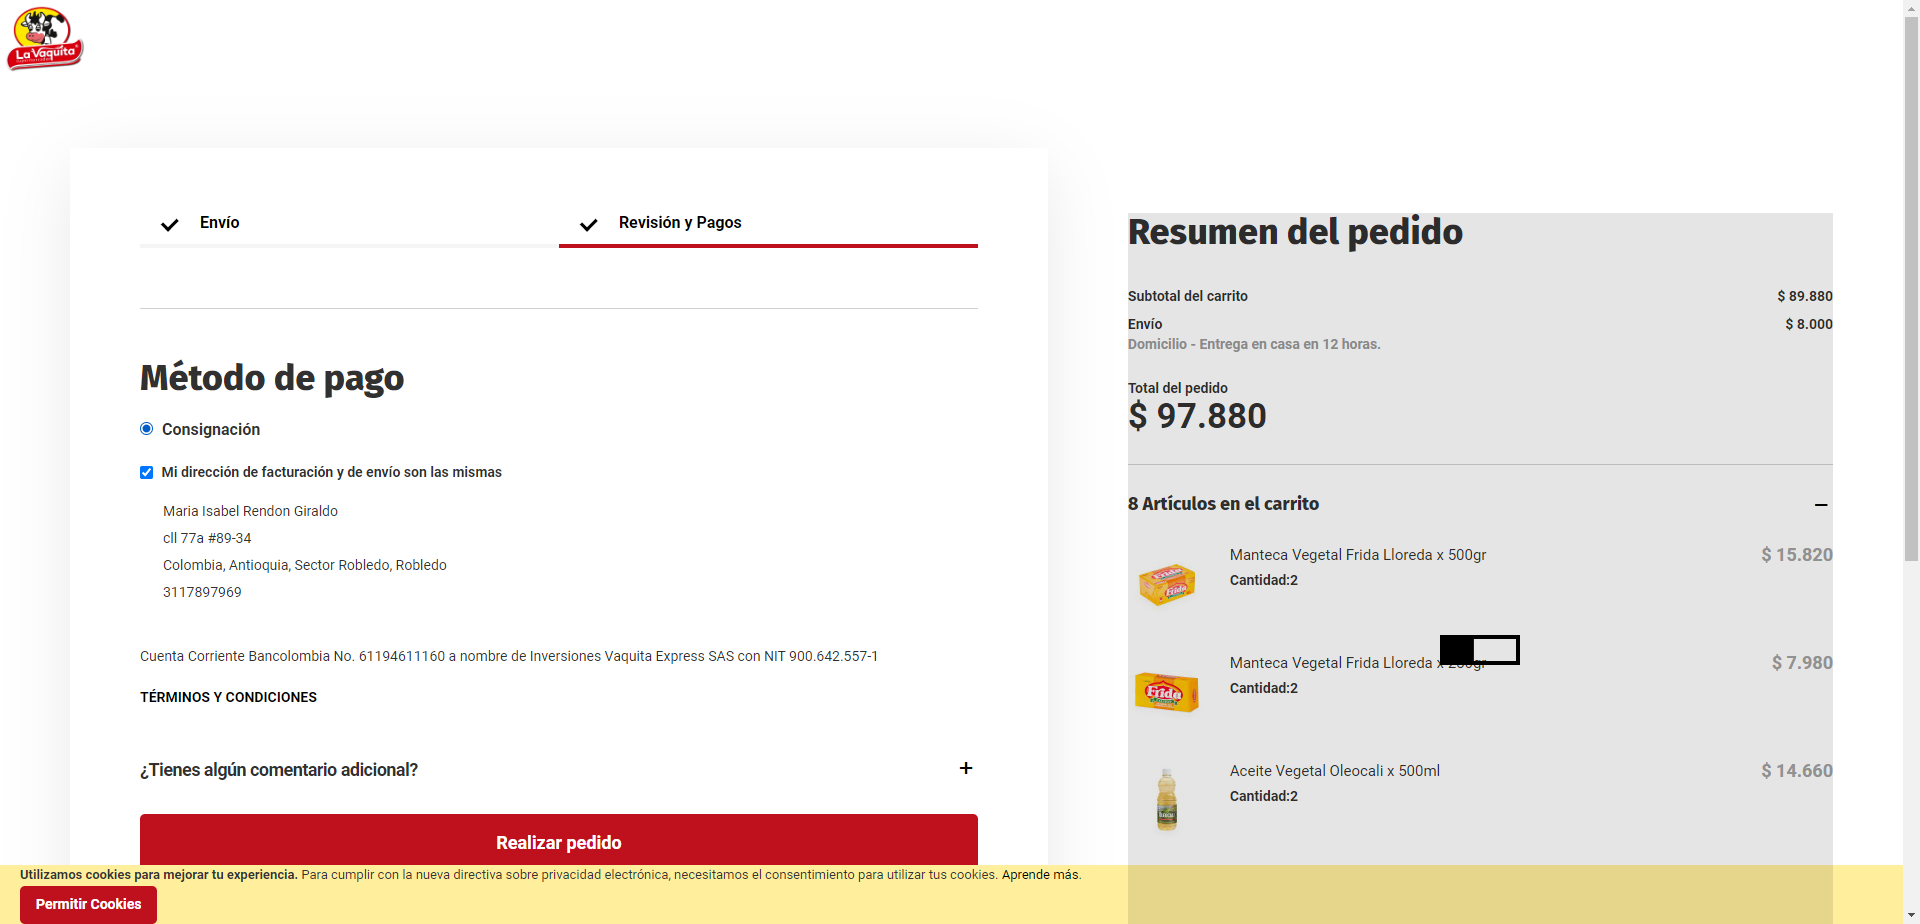 La Vaquita
Envío
Revisión y Pagos
Método de pago
Consignación
Mi dirección de facturación y de envío son las mismas
Maria Isabel Rendon Giraldo
cll 77a #89-34
Colombia, Antioquia, Sector Robledo, Robledo
3117897969
Cuenta Corriente Bancolombia No. 61194611160 a nombre de Inversiones Vaquita Express SAS con NIT 900.642.557-1
TÉRMINOS Y CONDICIONES
¿Tienes algún comentario adicional?
Realizar pedido
Resumen del pedido
Subtotal del carrito $ 89.880
Envío $ 8.000
Domicilio - Entrega en casa en 12 horas.
Total del pedido
$ 97.880
8 Artículos en el carrito
Manteca Vegetal Frida Lloreda x 500gr $ 15.820
Cantidad:2
Frida
Manteca Vegetal Frida Lloreda x $ 7.980
Cantidad:2
Frida
Aceite Vegetal Oleocali x 500ml $ 14.660
Cantidad:2
Utilizamos cookies para mejorar tu experiencia. Para cumplir con la nueva directiva sobre privacidad electrónica, necesitamos el consentimiento para utilizar tus cookies. Aprende más.
Permitir Cookies